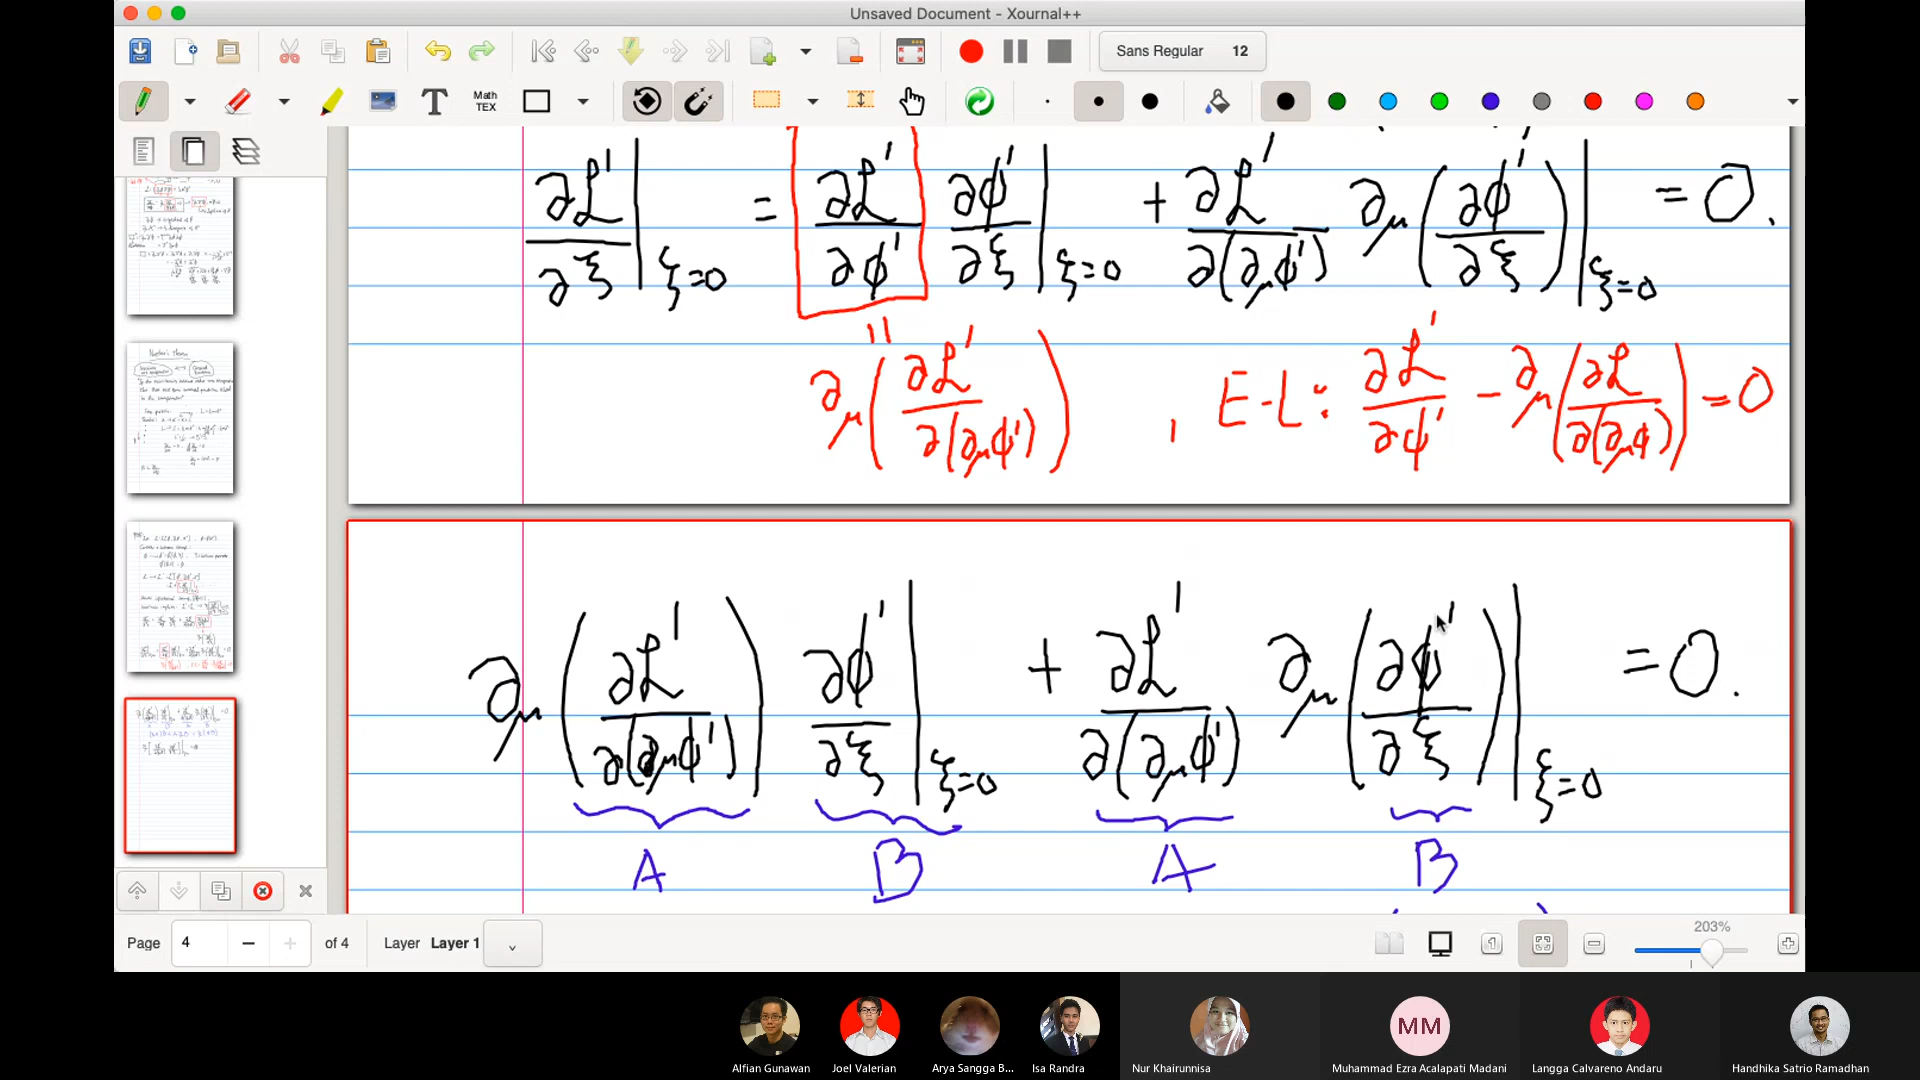 Unsaved Document - Xournal++
Sans Regular 12
Math
TEX
∂ℒ'/∂ξ |ξ=0 = ∂ℒ'/∂φ' ∂φ'/∂ξ |ξ=0 + ∂ℒ'/∂(∂μφ') ∂μ(∂φ'/∂ξ)|ξ=0 = 0.
"
∂μ(∂ℒ'/∂(∂μφ')) , E-L: ∂ℒ'/∂φ' - ∂μ(∂ℒ/∂(∂μφ)) = 0
∂μ(∂ℒ'/∂(∂μφ')) ∂φ'/∂ξ |ξ=0 + ∂ℒ'/∂(∂μφ') ∂μ(∂φ'/∂ξ)|ξ=0 = 0.
A B A B
Noether's Theorem
Page 4 of 4 Layer Layer 1 203%
Alfian Gunawan
Joel Valerian
Arya Sangga B...
Isa Randra
Nur Khairunnisa
MM
Muhammad Ezra Acalapati Madani
Langga Calvareno Andaru
Handhika Satrio Ramadhan